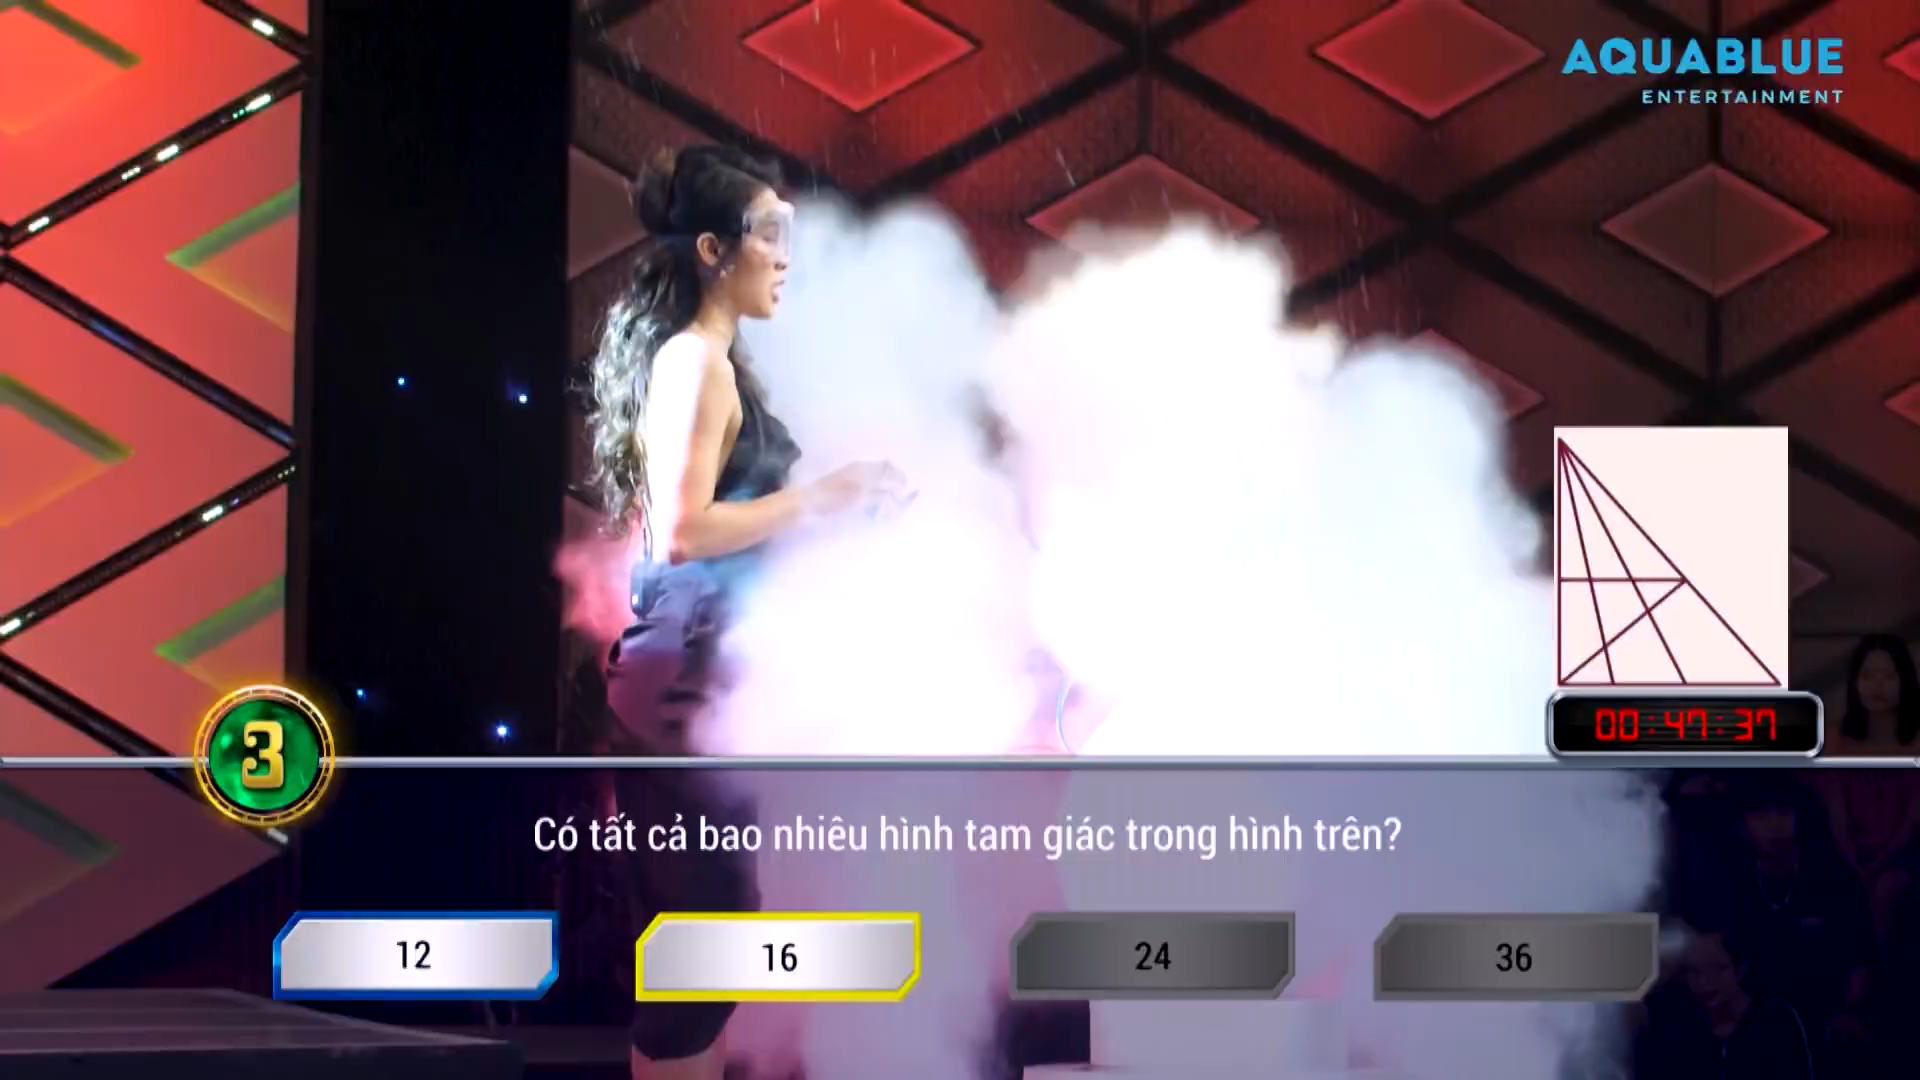 AQUABLUE
ENTERTAINMENT
00:47:37
3
Có tất cả bao nhiêu hình tam giác trong hình trên?
12
16
24
36